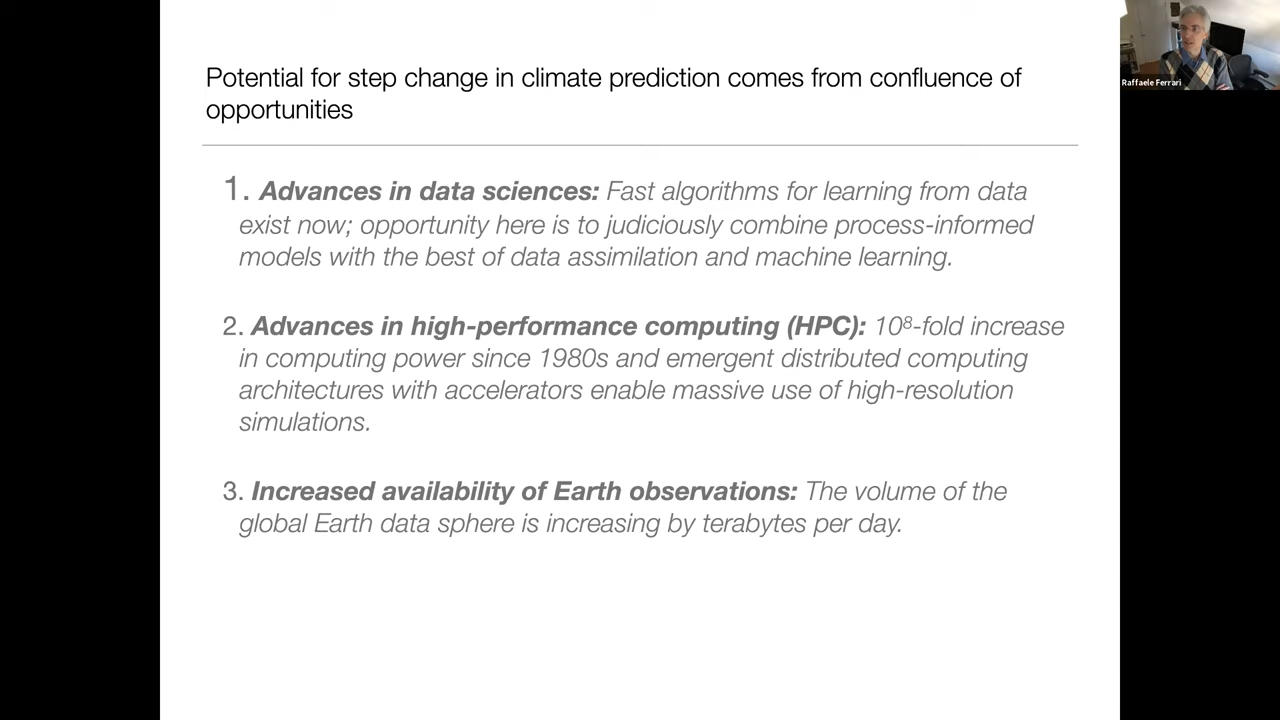 Potential for step change in climate prediction comes from confluence of
opportunities
1. Advances in data sciences: Fast algorithms for learning from data
exist now; opportunity here is to judiciously combine process-informed
models with the best of data assimilation and machine learning.
2. Advances in high-performance computing (HPC): 10⁸-fold increase
in computing power since 1980s and emergent distributed computing
architectures with accelerators enable massive use of high-resolution
simulations.
3. Increased availability of Earth observations: The volume of the
global Earth data sphere is increasing by terabytes per day.
Raffaele Ferrari